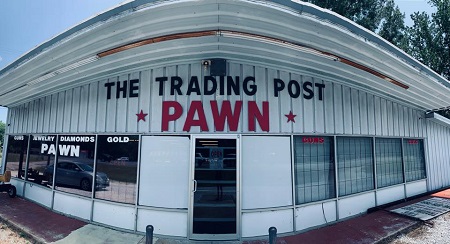 THE TRADING POST
PAWN
GUNS JEWELRY DIAMONDS GOLD
PAWN